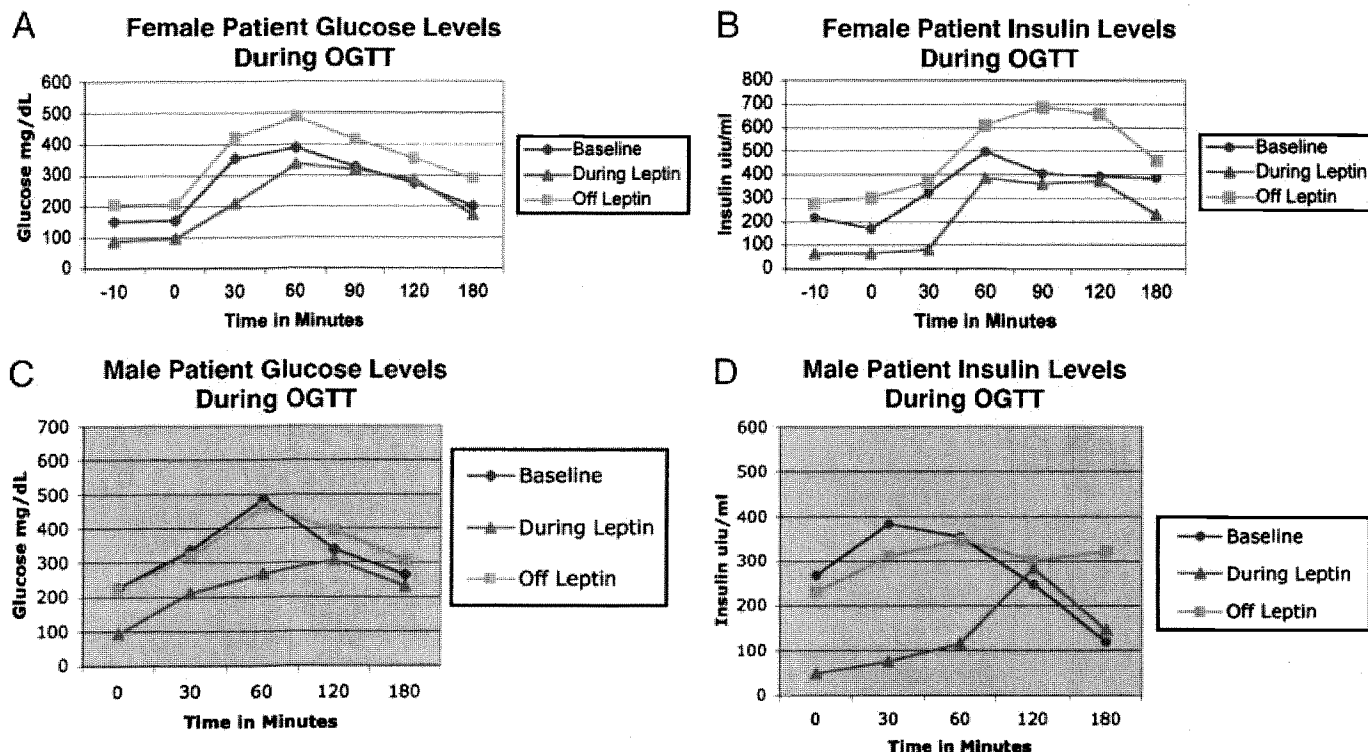 A
Female Patient Glucose Levels
During OGTT
Glucose mg/dL
600
500
400
300
200
100
0
-10 0 30 60 90 120 180
Time in Minutes
Baseline
During Leptin
Off Leptin
B
Female Patient Insulin Levels
During OGTT
Insulin uiu/ml
800
700
600
500
400
300
200
100
0
-10 0 30 60 90 120 180
Time in Minutes
Baseline
During Leptin
Off Leptin
C
Male Patient Glucose Levels
During OGTT
Glucose mg/dL
700
600
500
400
300
200
100
0
0 30 60 120 180
Time in Minutes
Baseline
During Leptin
Off Leptin
D
Male Patient Insulin Levels
During OGTT
Insulin uiu/ml
600
500
400
300
200
100
0
0 30 60 120 180
Time in Minutes
Baseline
During Leptin
Off Leptin